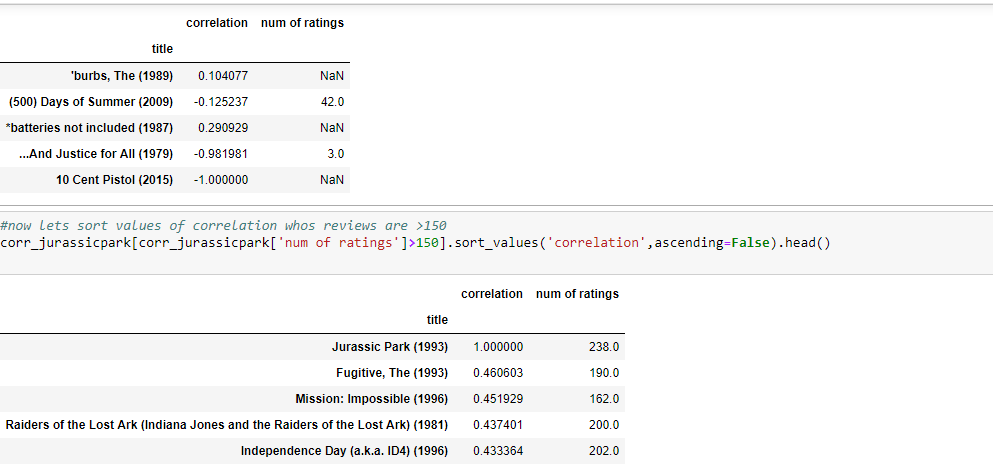 correlation num of ratings
title
'burbs, The (1989) 0.104077 NaN
(500) Days of Summer (2009) -0.125237 42.0
*batteries not included (1987) 0.290929 NaN
...And Justice for All (1979) -0.981981 3.0
10 Cent Pistol (2015) -1.000000 NaN
#now lets sort values of correlation whos reviews are >150
corr_jurassicpark[corr_jurassicpark['num of ratings']>150].sort_values('correlation',ascending=False).head()
correlation num of ratings
title
Jurassic Park (1993) 1.000000 238.0
Fugitive, The (1993) 0.460603 190.0
Mission: Impossible (1996) 0.451929 162.0
Raiders of the Lost Ark (Indiana Jones and the Raiders of the Lost Ark) (1981) 0.437401 200.0
Independence Day (a.k.a. ID4) (1996) 0.433364 202.0